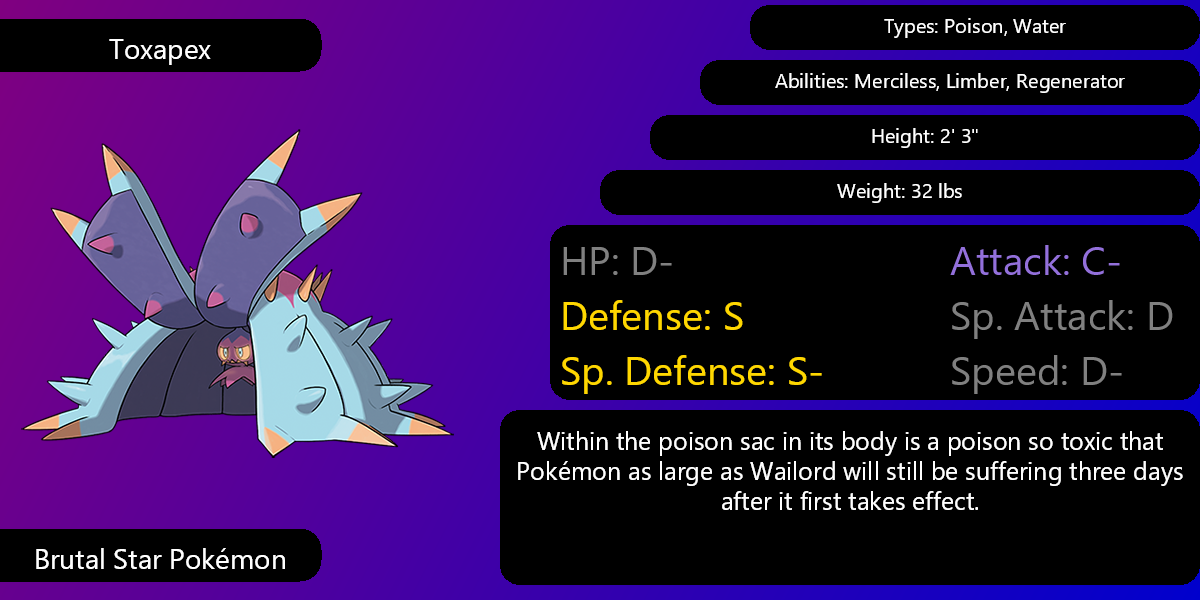 Toxapex
Types: Poison, Water
Abilities: Merciless, Limber, Regenerator
Height: 2' 3"
Weight: 32 lbs
HP: D-
Attack: C-
Defense: S
Sp. Attack: D
Sp. Defense: S-
Speed: D-
Within the poison sac in its body is a poison so toxic that
Pokémon as large as Wailord will still be suffering three days
after it first takes effect.
Brutal Star Pokémon